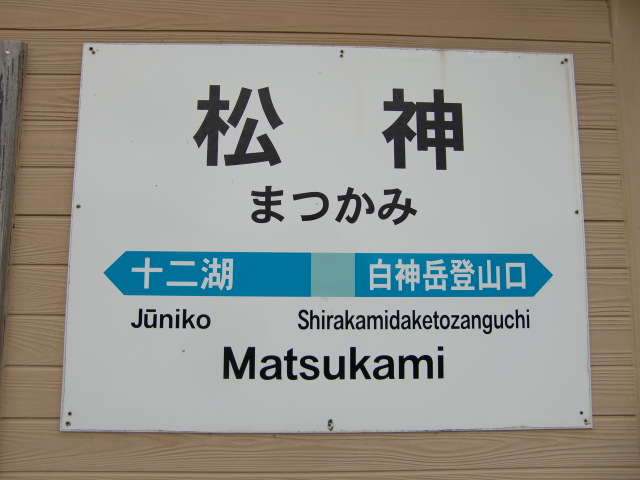 松神
まつかみ
十二湖 白神岳登山口
Jūniko Shirakamidaketozanguchi
Matsukami